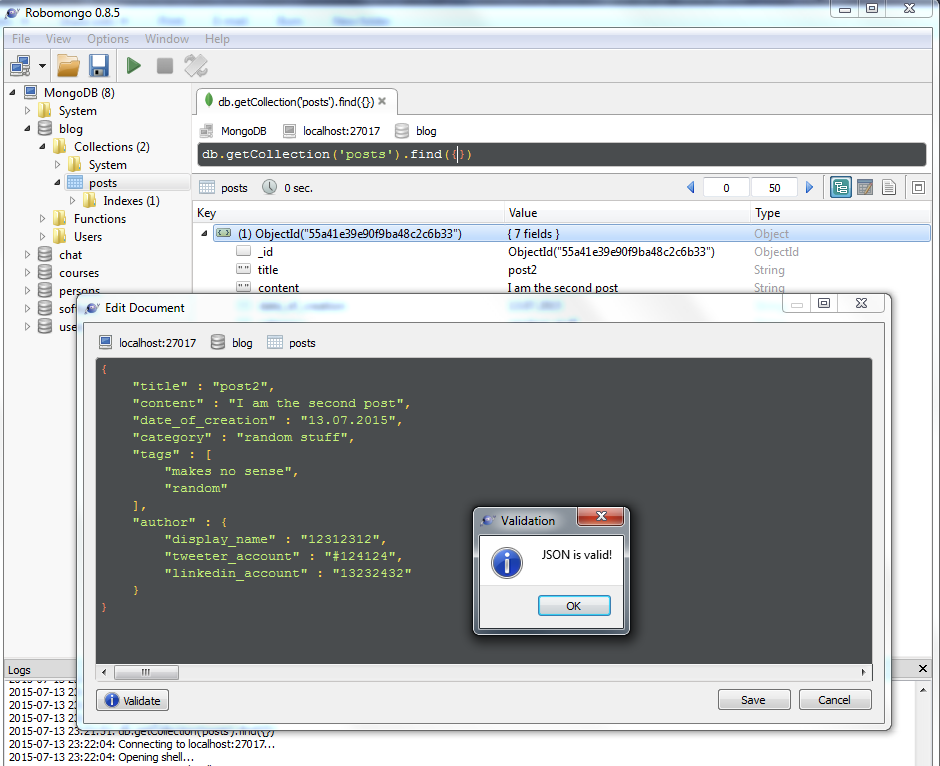 Robomongo 0.8.5
File View Options Window Help
MongoDB (8)
System
blog
Collections (2)
System
posts
Indexes (1)
Functions
Users
chat
courses
persons
db.getCollection('posts').find({})
MongoDB localhost:27017 blog
db.getCollection('posts').find({})
posts 0 sec. 0 50
Key Value Type
(1) ObjectId("55a41e39e90f9ba48c2c6b33") { 7 fields } Object
_id ObjectId("55a41e39e90f9ba48c2c6b33") ObjectId
title post2 String
content I am the second post String
Edit Document
localhost:27017 blog posts
{
"title" : "post2",
"content" : "I am the second post",
"date_of_creation" : "13.07.2015",
"category" : "random stuff",
"tags" : [
"makes no sense",
"random"
],
"author" : {
"display_name" : "12312312",
"tweeter_account" : "#124124",
"linkedin_account" : "13232432"
}
}
Validation
JSON is valid!
OK
Validate Save Cancel
Logs
2015-07-13
2015-07-13
2015-07-13
2015-07-13 23:21:51: db.getCollection('posts').find({})
2015-07-13 23:22:04: Connecting to localhost:27017...
2015-07-13 23:22:04: Opening shell...